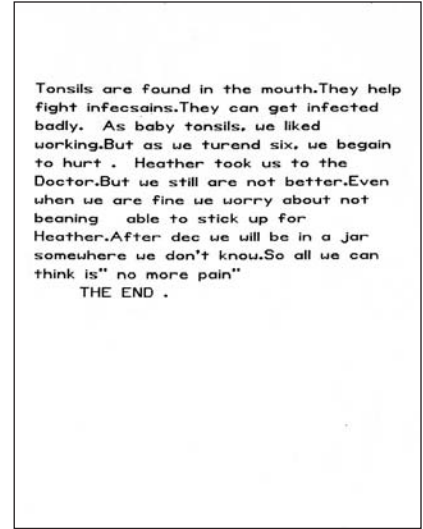 Tonsils are found in the mouth.They help
fight infecsains.They can get infected
badly.  As baby tonsils, we liked
working.But as we turend six, we begain
to hurt .  Heather took us to the
Doctor.But we still are not better.Even
when we are fine we worry about not
beaning   able to stick up for
Heather.After dec we will be in a jar
somewhere we don't know.So all we can
think is" no more pain"
THE END .